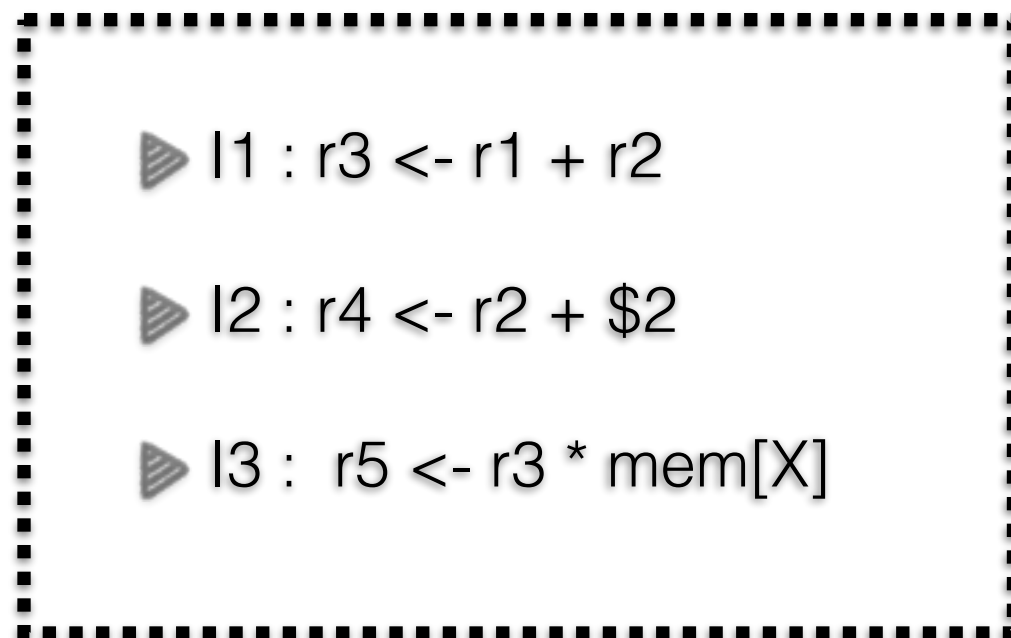 I1 : r3 <- r1 + r2
I2 : r4 <- r2 + $2
I3 : r5 <- r3 * mem[X]